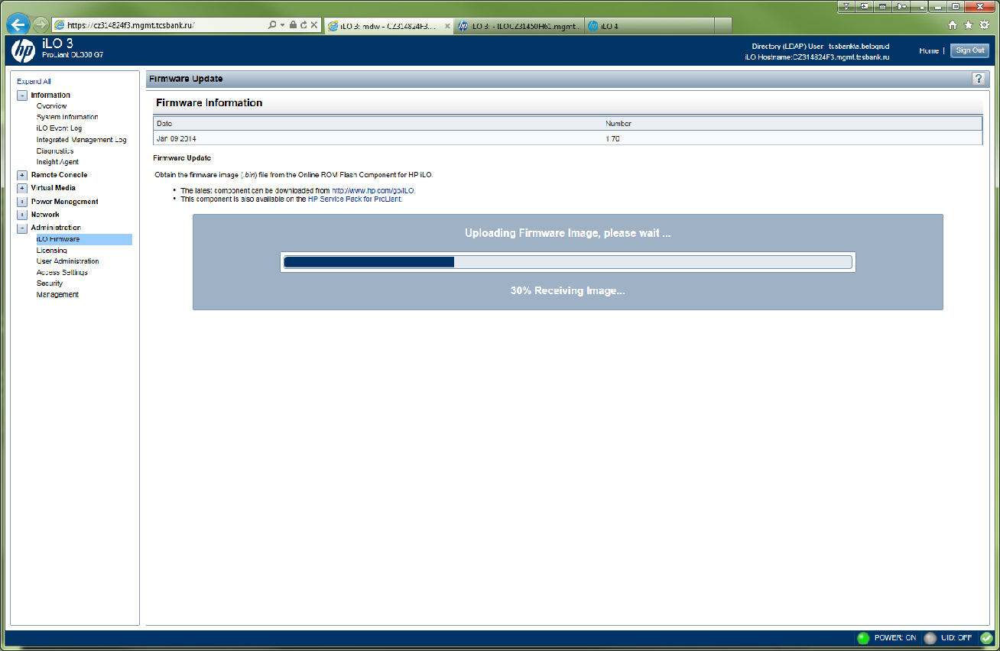 https://cz314824f3.mgmt.tcsbank.ru/
iLO 3: mdw - CZ314824F3....
iLO 3: - ILOCZ31450H61.mgmt...
iLO 4
hp
iLO 3
ProLiant DL380 G7
Directory (LDAP) User: tcsbank\s.belogrud
iLO Hostname:CZ314824F3.mgmt.tcsbank.ru
Home |
Sign Out
Expand All
Information
Overview
System Information
iLO Event Log
Integrated Management Log
Diagnostics
Insight Agent
Remote Console
Virtual Media
Power Management
Network
Administration
iLO Firmware
Licensing
User Administration
Access Settings
Security
Management
Firmware Update
?
Firmware Information
Date Number
Jan 09 2014 1.70
Firmware Update
Obtain the firmware image (.bin) file from the Online ROM Flash Component for HP iLO.
• The latest component can be downloaded from http://www.hp.com/go/iLO.
• This component is also available on the HP Service Pack for ProLiant.
Uploading Firmware Image, please wait ...
30% Receiving Image...
POWER: ON UID: OFF